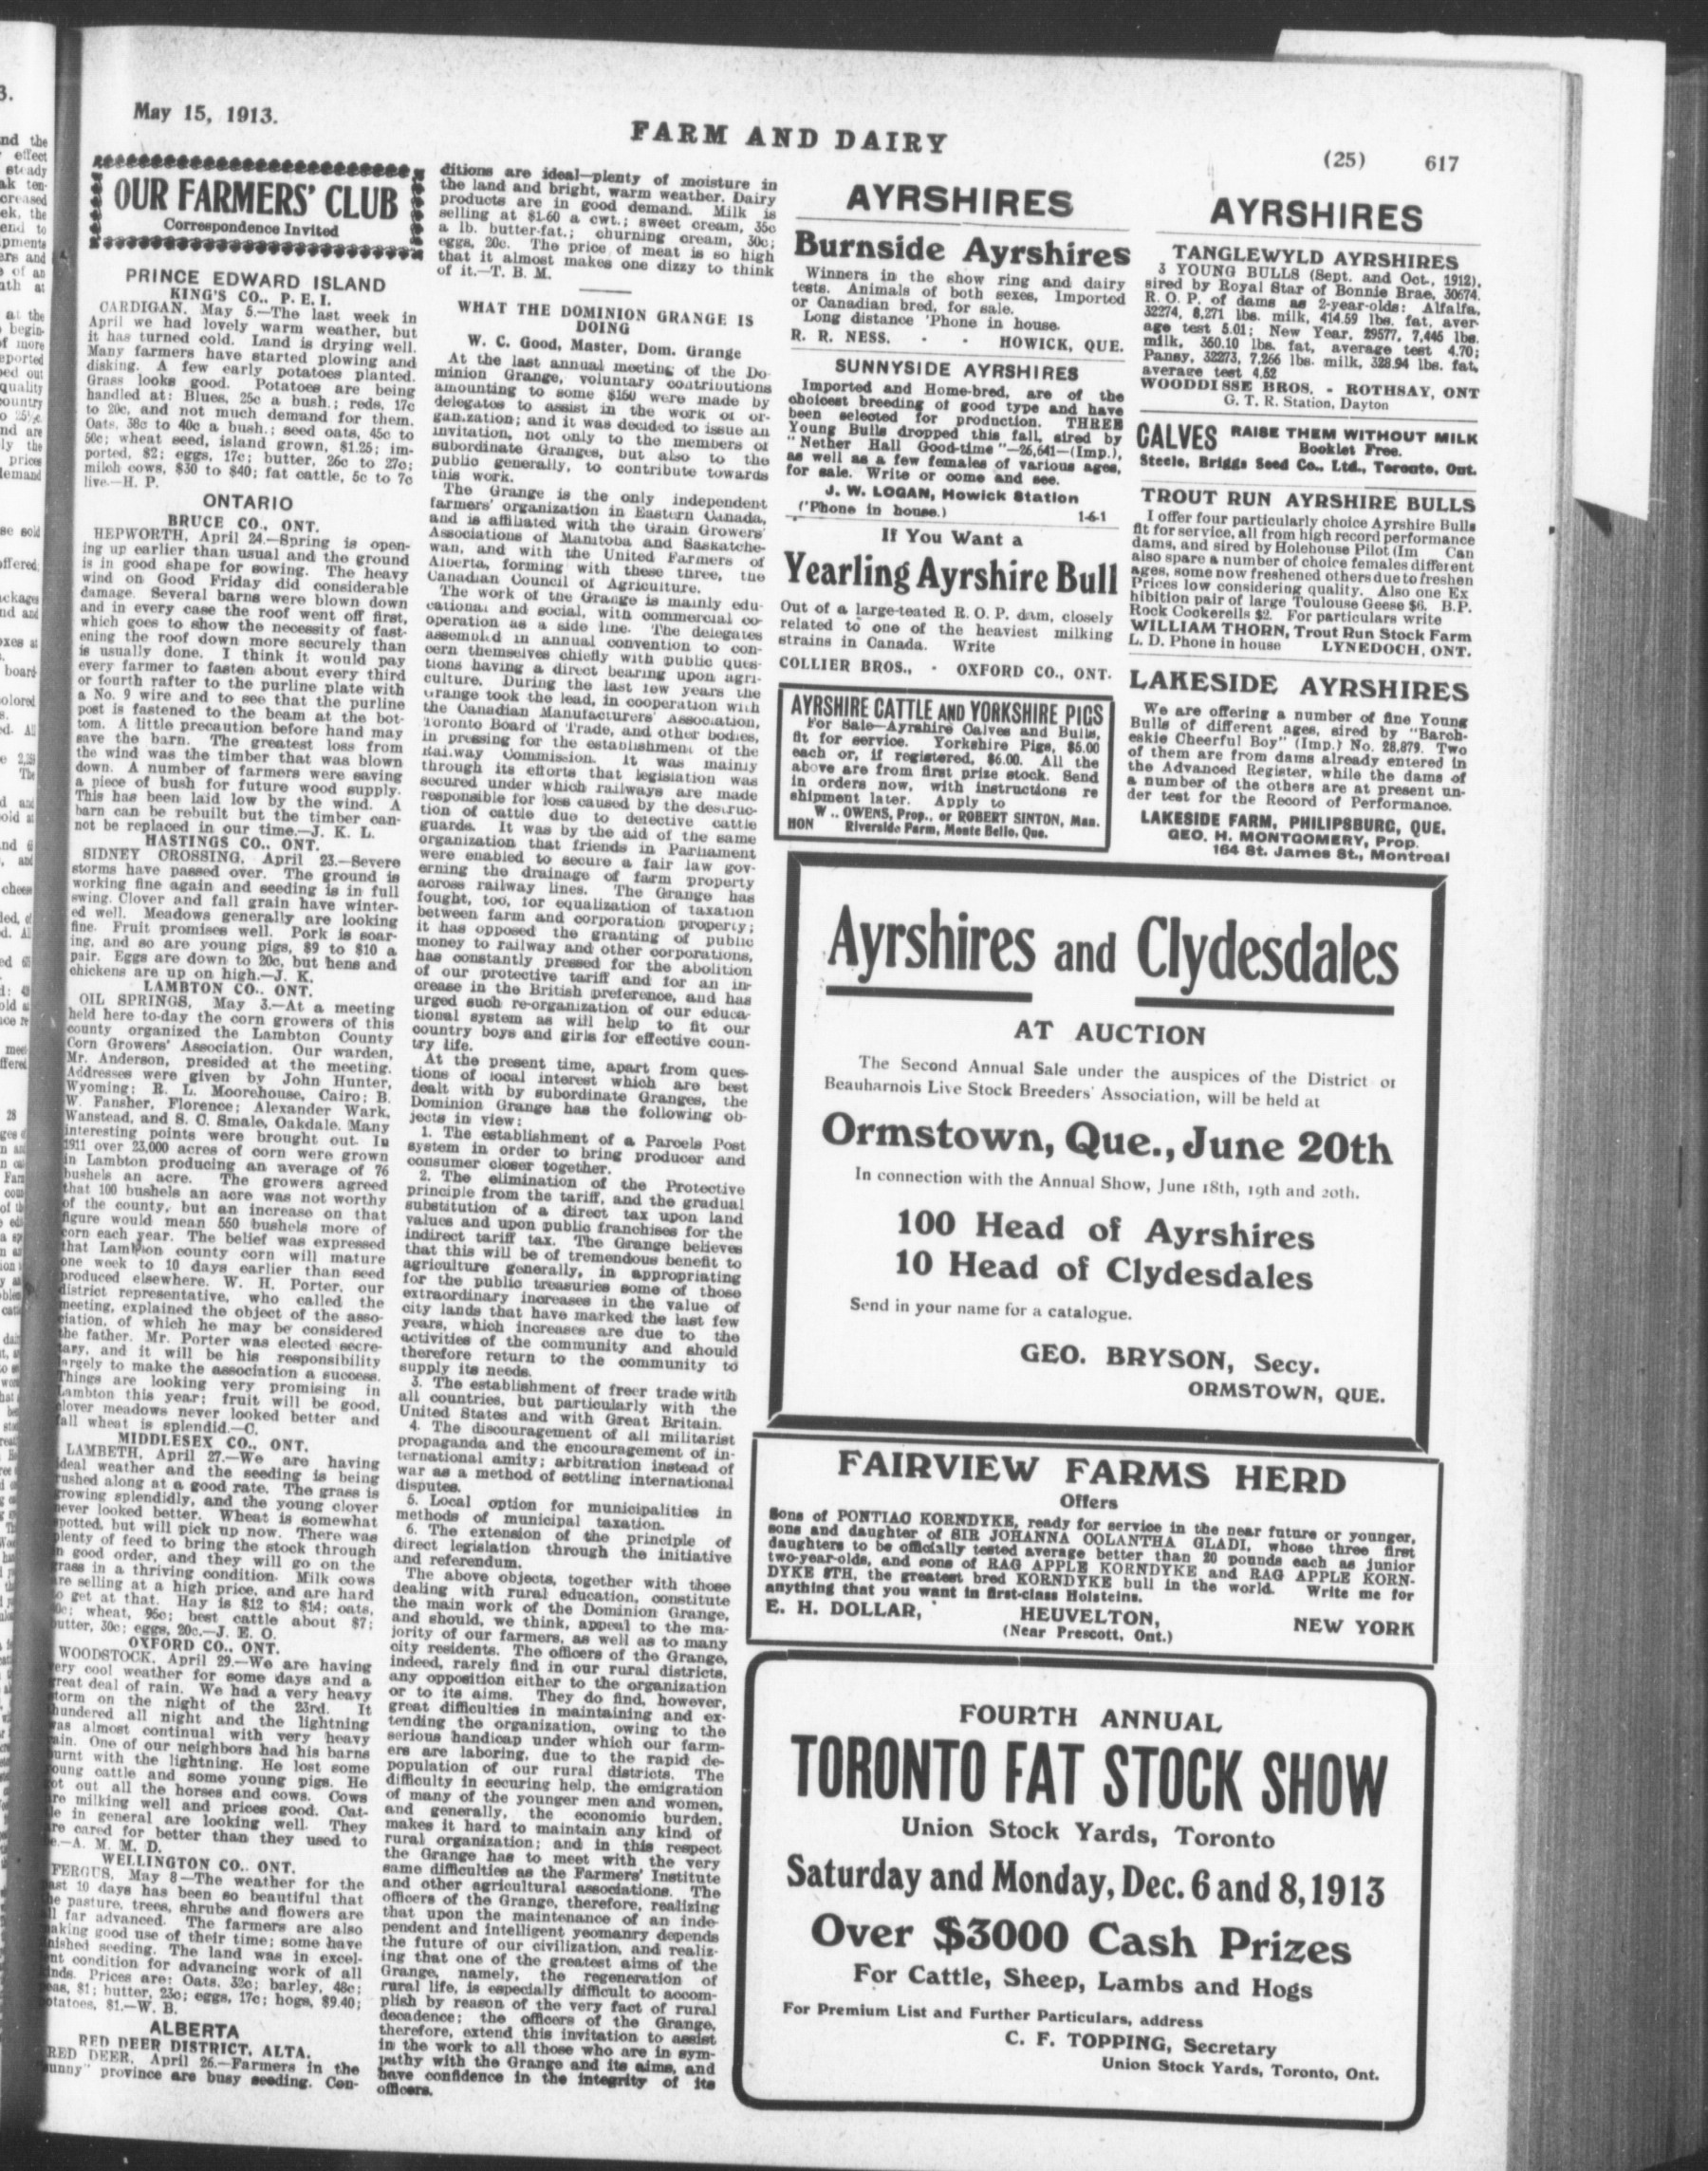 May 15, 1913.
FARM AND DAIRY
(25) 617
OUR FARMERS' CLUB
Correspondence Invited
PRINCE EDWARD ISLAND
KING'S CO., P. E. I.
CARDIGAN, May 5.—The last week in
April we had lovely warm weather, but
it has turned cold. Land is drying well.
Many farmers have started plowing and
disking. A few early potatoes planted.
Grass looks good. Potatoes are being
handled at: Blues, 25c a bush.; reds, 17c
to 20c, and not much demand for them.
Oats, 38c to 40c a bush.; seed oats, 45c to
50c; wheat seed, island grown, $1.25; im-
ported, $2; eggs, 17c; butter, 26c to 27c;
milch cows, $30 to $40; fat cattle, 5c to 7c
live.—H. P.
ONTARIO
BRUCE CO., ONT.
HEPWORTH, April 24.—Spring is open-
ing up earlier than usual and the ground
is in good shape for sowing. The heavy
wind on Good Friday did considerable
damage. Several barns were blown down
and in every case the roof went off first,
which goes to show the necessity of fast-
ening the roof down more securely than
is usually done. I think it would pay
every farmer to fasten about every third
or fourth rafter to the purline plate with
a No. 9 wire and to see that the purline
post is fastened to the beam at the bot-
tom. A little precaution before hand may
save the barn. The greatest loss from
the wind was the timber that was blown
down. A number of farmers were saving
a piece of bush for future wood supply.
This has been laid low by the wind. A
barn can be rebuilt but the timber can-
not be replaced in our time.—J. K. L.
HASTINGS CO., ONT.
SIDNEY CROSSING, April 23.—Severe
storms have passed over. The ground is
working fine again and seeding is in full
swing. Clover and fall grain have winter-
ed well. Meadows generally are looking
fine. Fruit promises well. Pork is soar-
ing, and so are young pigs, $9 to $10 a
pair. Eggs are down to 20c, but hens and
chickens are up on high.—J. K.
LAMBTON CO., ONT.
OIL SPRINGS, May 3.—At a meeting
held here to-day the corn growers of this
county organized the Lambton County
Corn Growers' Association. Our warden,
Mr. Anderson, presided at the meeting.
Addresses were given by John Hunter,
Wyoming; R. L. Moorehouse, Cairo; B.
W. Fansher, Florence; Alexander Wark,
Wanstead, and S. C. Smale, Oakdale. Many
interesting points were brought out. In
1911 over 23,000 acres of corn were grown
in Lambton producing an average of 76
bushels an acre. The growers agreed
that 100 bushels an acre was not worthy
of the county, but an increase on that
figure would mean 550 bushels more of
corn each year. The belief was expressed
that Lambton county corn will mature
one week to 10 days earlier than seed
produced elsewhere. W. H. Porter, our
district representative, who called the
meeting, explained the object of the asso-
ciation, of which he may be considered
the father. Mr. Porter was elected secre-
tary, and it will be his responsibility
largely to make the association a success.
Things are looking very promising in
Lambton this year; fruit will be good,
clover meadows never looked better and
fall wheat is splendid.—C.
MIDDLESEX CO., ONT.
LAMBETH, April 27.—We are having
ideal weather and the seeding is being
rushed along at a good rate. The grass is
growing splendidly, and the young clover
never looked better. Wheat is somewhat
spotted, but will pick up now. There was
plenty of feed to bring the stock through
in good order, and they will go on the
grass in a thriving condition. Milk cows
are selling at a high price, and are hard
to get at that. Hay is $12 to $14; oats,
wheat, 95c; best cattle about $7;
butter, 30c; eggs, 20c.—J. E. O.
OXFORD CO., ONT.
WOODSTOCK, April 29.—We are having
very cool weather for some days and a
great deal of rain. We had a very heavy
storm on the night of the 23rd. It
thundered all night and the lightning
was almost continual with very heavy
rain. One of our neighbors had his barns
burnt with the lightning. He lost some
young cattle and some young pigs. He
got out all the horses and cows. Cows
are milking well and prices good. Cat-
tle in general are looking well. They
are cared for better than they used to
be.—A. M. M. D.
WELLINGTON CO., ONT.
FERGUS, May 8—The weather for the
past 10 days has been so beautiful that
the pasture, trees, shrubs and flowers are
all far advanced. The farmers are also
making good use of their time; some have
finished seeding. The land was in excel-
lent condition for advancing work of all
kinds. Prices are: Oats, 32c; barley, 48c;
peas, $1; butter, 23c; eggs, 17c; hogs, $9.40;
potatoes, $1.—W. B.
ALBERTA
RED DEER DISTRICT, ALTA.
RED DEER, April 26.—Farmers in the
"sunny" province are busy seeding. Con-
ditions are ideal—plenty of moisture in
the land and bright, warm weather. Dairy
products are in good demand. Milk is
selling at $1.60 a cwt.; sweet cream, 35c
a lb. butter-fat.; churning cream, 30c;
eggs, 20c. The price of meat is so high
that it almost makes one dizzy to think
of it.—T. B. M.
WHAT THE DOMINION GRANGE IS
DOING
W. C. Good, Master, Dom. Grange
At the last annual meeting of the Do-
minion Grange, voluntary contributions
amounting to some $150 were made by
delegates to assist in the work of or-
ganization; and it was decided to issue an
invitation, not only to the members of
subordinate Granges, but also to the
public generally, to contribute towards
this work.
The Grange is the only independent
farmers' organization in Eastern Canada,
and is affiliated with the Grain Growers'
Associations of Manitoba and Saskatche-
wan, and with the United Farmers of
Alberta, forming with these three, the
Canadian Council of Agriculture.
The work of the Grange is mainly edu-
cational and social, with commercial co-
operation as a side line. The delegates
assembled in annual convention to con-
cern themselves chiefly with public ques-
tions having a direct bearing upon agri-
culture. During the last few years the
Grange took the lead, in cooperation with
the Canadian Manufacturers' Association,
Toronto Board of Trade, and other bodies,
in pressing for the establishment of the
Railway Commission. It was mainly
through its efforts that legislation was
secured under which railways are made
responsible for loss caused by the destruc-
tion of cattle due to defective cattle
guards. It was by the aid of the same
organization that friends in Parliament
were enabled to secure a fair law gov-
erning the drainage of farm property
across railway lines. The Grange has
fought, too, for equalization of taxation
between farm and corporation property;
it has opposed the granting of public
money to railway and other corporations,
has constantly pressed for the abolition
of our protective tariff and for an in-
crease in the British preference, and has
urged such re-organization of our educa-
tional system as will help to fit our
country boys and girls for effective coun-
try life.
At the present time, apart from ques-
tions of local interest which are best
dealt with by subordinate Granges, the
Dominion Grange has the following ob-
jects in view:
1. The establishment of a Parcels Post
system in order to bring producer and
consumer closer together.
2. The elimination of the Protective
principle from the tariff, and the gradual
substitution of a direct tax upon land
values and upon public franchises for the
indirect tariff tax. The Grange believes
that this will be of tremendous benefit to
agriculture generally, in appropriating
for the public treasuries some of those
extraordinary increases in the value of
city lands that have marked the last few
years, which increases are due to the
activities of the community and should
therefore return to the community to
supply its needs.
3. The establishment of freer trade with
all countries, but particularly with the
United States and with Great Britain.
4. The discouragement of all militarist
propaganda and the encouragement of in-
ternational amity; arbitration instead of
war as a method of settling international
disputes.
5. Local option for municipalities in
methods of municipal taxation.
6. The extension of the principle of
direct legislation through the initiative
and referendum.
The above objects, together with those
dealing with rural education, constitute
the main work of the Dominion Grange,
and should, we think, appeal to the ma-
jority of our farmers, as well as to many
city residents. The officers of the Grange,
indeed, rarely find in our rural districts,
any opposition either to the organization
or to its aims. They do find, however,
great difficulties in maintaining and ex-
tending the organization, owing to the
serious handicap under which our farm-
ers are laboring, due to the rapid de-
population of our rural districts. The
difficulty in securing help, the emigration
of many of the younger men and women,
and generally, the economic burden,
makes it hard to maintain any kind of
rural organization; and in this respect
the Grange has to meet with the very
same difficulties as the Farmers' Institute
and other agricultural associations. The
officers of the Grange, therefore, realizing
that upon the maintenance of an inde-
pendent and intelligent yeomanry depends
the future of our civilization, and realiz-
ing that one of the greatest aims of the
Grange, namely, the regeneration of
rural life, is especially difficult to accom-
plish by reason of the very fact of rural
decadence; the officers of the Grange,
therefore, extend this invitation to assist
in the work to all those who are in sym-
pathy with the Grange and its aims, and
have confidence in the integrity of its
officers.
AYRSHIRES
Burnside Ayrshires
Winners in the show ring and dairy
tests. Animals of both sexes, Imported
or Canadian bred, for sale.
Long distance 'Phone in house.
R. R. NESS. - - HOWICK, QUE.
SUNNYSIDE AYRSHIRES
Imported and Home-bred, are of the
choicest breeding of good type and have
been selected for production. THREE
Young Bulls dropped this fall, sired by
"Nether Hall Good-time"—26,641—(Imp.),
as well as a few females of various ages,
for sale. Write or come and see.
J. W. LOGAN, Howick Station
('Phone in house.) 1-6-1
If You Want a
Yearling Ayrshire Bull
Out of a large-teated R. O. P. dam, closely
related to one of the heaviest milking
strains in Canada. Write
COLLIER BROS., - OXFORD CO., ONT.
AYRSHIRE CATTLE AND YORKSHIRE PIGS
For Sale—Ayrshire Calves and Bulls,
fit for service. Yorkshire Pigs, $5.00
each or, if registered, $6.00. All the
above are from first prize stock. Send
in orders now, with instructions re
shipment later. Apply to
HON W.. OWENS, Prop., or ROBERT SINTON, Man.
Riverside Farm, Monte Bello, Que.
AYRSHIRES
TANGLEWYLD AYRSHIRES
3 YOUNG BULLS (Sept. and Oct., 1912),
sired by Royal Star of Bonnie Brae, 30674.
R. O. P. of dams as 2-year-olds: Alfalfa,
32274, 8,271 lbs. milk, 414.59 lbs. fat, aver-
age test 5.01; New Year, 29577, 7,445 lbs.
milk, 350.10 lbs. fat, average test 4.70;
Pansy, 32273, 7,266 lbs. milk, 328.94 lbs. fat,
average test 4.52
WOODDISSE BROS. - ROTHSAY, ONT
G. T. R. Station, Dayton
CALVES RAISE THEM WITHOUT MILK
Booklet Free.
Steele, Briggs Seed Co., Ltd., Toronto, Ont.
TROUT RUN AYRSHIRE BULLS
I offer four particularly choice Ayrshire Bulls
fit for service, all from high record performance
dams, and sired by Holehouse Pilot (Im Can
also spare a number of choice females different
ages, some now freshened others due to freshen
Prices low considering quality. Also one Ex
hibition pair of large Toulouse Geese $6. B.P.
Rock Cockerells $2. For particulars write
WILLIAM THORN, Trout Run Stock Farm
L. D. Phone in house LYNEDOCH, ONT.
LAKESIDE AYRSHIRES
We are offering a number of fine Young
Bulls of different ages, sired by "Barch-
eskie Cheerful Boy" (Imp.) No. 28,879. Two
of them are from dams already entered in
the Advanced Register, while the dams of
a number of the others are at present un-
der test for the Record of Performance.
LAKESIDE FARM, PHILIPSBURG, QUE.
GEO. H. MONTGOMERY, Prop.
164 St. James St., Montreal
Ayrshires and Clydesdales
AT AUCTION
The Second Annual Sale under the auspices of the District of
Beauharnois Live Stock Breeders' Association, will be held at
Ormstown, Que., June 20th
In connection with the Annual Show, June 18th, 19th and 20th.
100 Head of Ayrshires
10 Head of Clydesdales
Send in your name for a catalogue.
GEO. BRYSON, Secy.
ORMSTOWN, QUE.
FAIRVIEW FARMS HERD
Offers
Sons of PONTIAC KORNDYKE, ready for service in the near future or younger,
sons and daughter of SIR JOHANNA COLANTHA GLADI, whose three first
daughters to be officially tested average better than 20 pounds each as junior
two-year-olds, and sons of RAG APPLE KORNDYKE and RAG APPLE KORN-
DYKE 8TH, the greatest bred KORNDYKE bull in the world. Write me for
anything that you want in first-class Holsteins.
E. H. DOLLAR, HEUVELTON, NEW YORK
(Near Prescott, Ont.)
FOURTH ANNUAL
TORONTO FAT STOCK SHOW
Union Stock Yards, Toronto
Saturday and Monday, Dec. 6 and 8, 1913
Over $3000 Cash Prizes
For Cattle, Sheep, Lambs and Hogs
For Premium List and Further Particulars, address
C. F. TOPPING, Secretary
Union Stock Yards, Toronto, Ont.